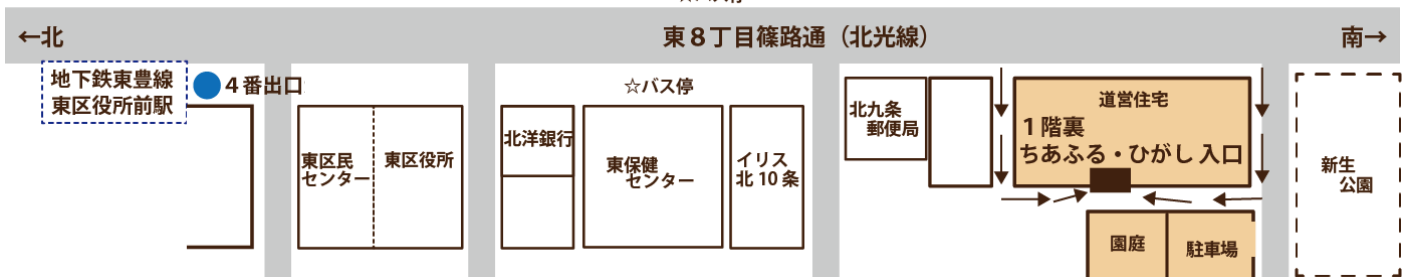 ←北
東８丁目篠路通（北光線）
南→
地下鉄東豊線
東区役所前駅
４番出口
☆バス停
東区民
センター
東区役所
北洋銀行
東保健
センター
イリス
北10条
北九条
郵便局
道営住宅
１階裏
ちあふる・ひがし入口
新生
公園
園庭
駐車場